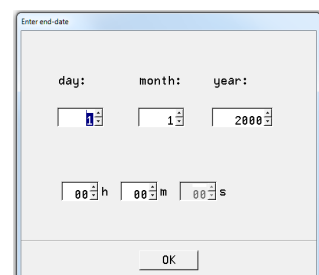 Enter end-date
day: month: year:
1 1 2000
00 h 00 m 00 s
OK